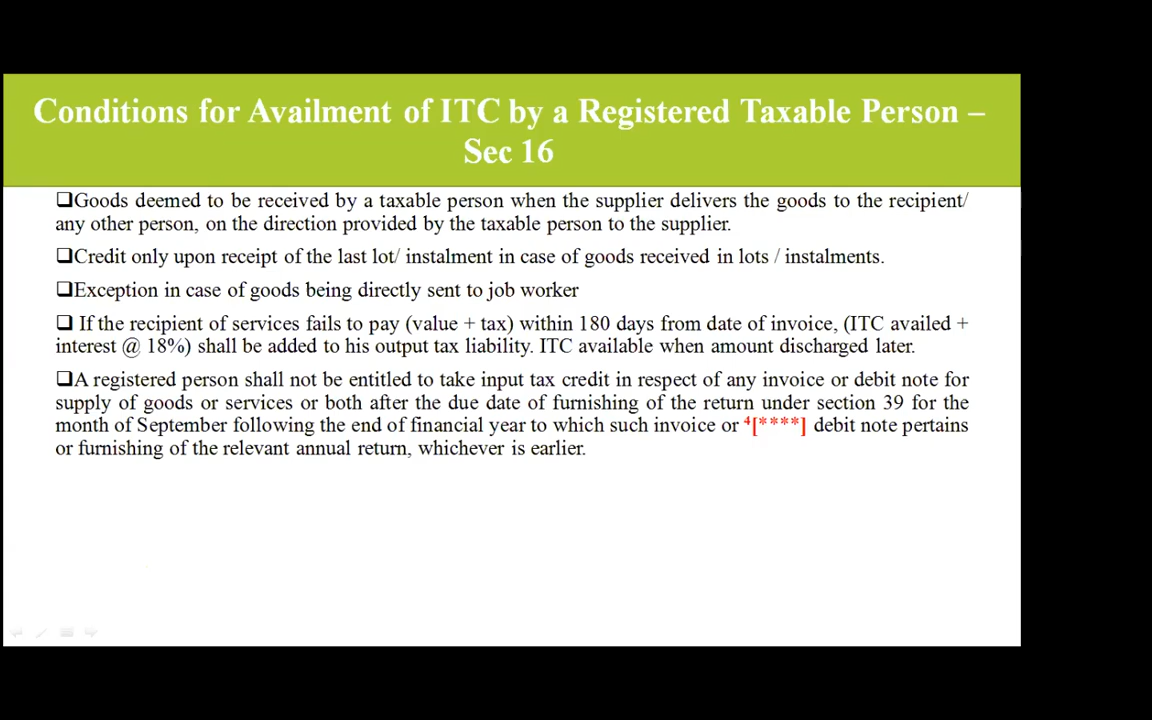 Conditions for Availment of ITC by a Registered Taxable Person –
Sec 16
❑Goods deemed to be received by a taxable person when the supplier delivers the goods to the recipient/
any other person, on the direction provided by the taxable person to the supplier.
❑Credit only upon receipt of the last lot/ instalment in case of goods received in lots / instalments.
❑Exception in case of goods being directly sent to job worker
❑ If the recipient of services fails to pay (value + tax) within 180 days from date of invoice, (ITC availed +
interest @ 18%) shall be added to his output tax liability. ITC available when amount discharged later.
❑A registered person shall not be entitled to take input tax credit in respect of any invoice or debit note for
supply of goods or services or both after the due date of furnishing of the return under section 39 for the
month of September following the end of financial year to which such invoice or ⁴[****] debit note pertains
or furnishing of the relevant annual return, whichever is earlier.